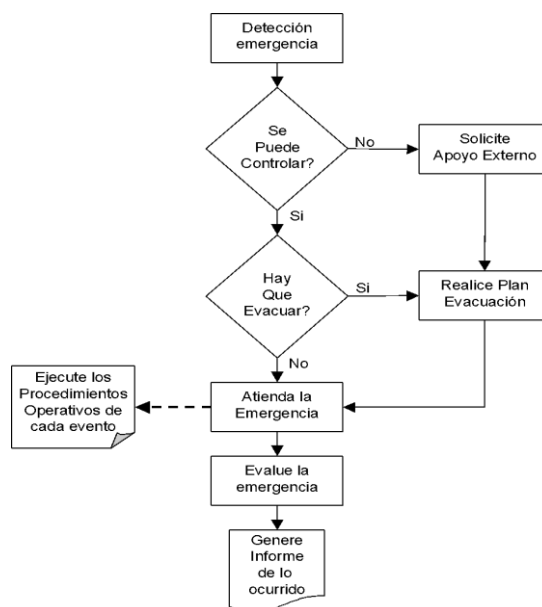 Detección
emergencia
Se
Puede
Controlar?
No
Solicite
Apoyo Externo
Si
Hay
Que
Evacuar?
Si
Realice Plan
Evacuación
No
Ejecute los
Procedimientos
Operativos de
cada evento
Atienda la
Emergencia
Evalue la
emergencia
Genere
Informe
de lo
ocurrido